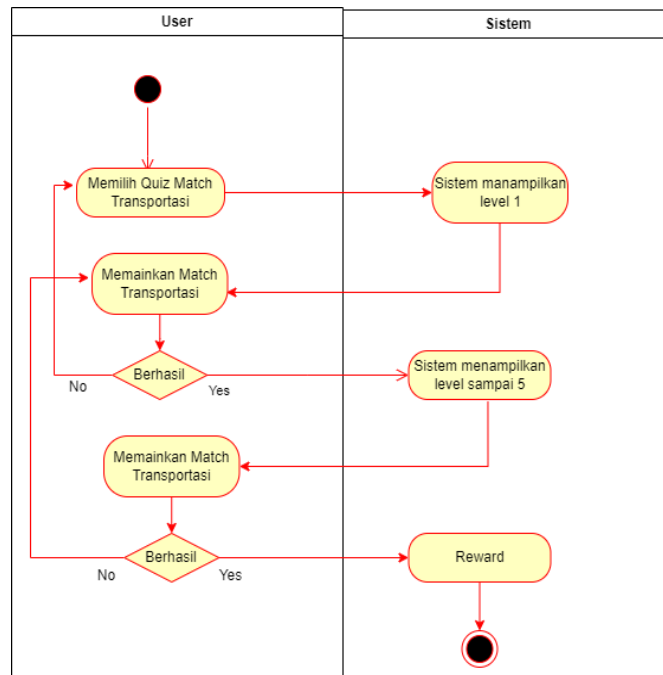 User
Sistem
Memilih Quiz Match
Transportasi
Sistem manampilkan
level 1
Memainkan Match
Transportasi
Berhasil
No
Yes
Sistem menampilkan
level sampai 5
Memainkan Match
Transportasi
Berhasil
No
Yes
Reward